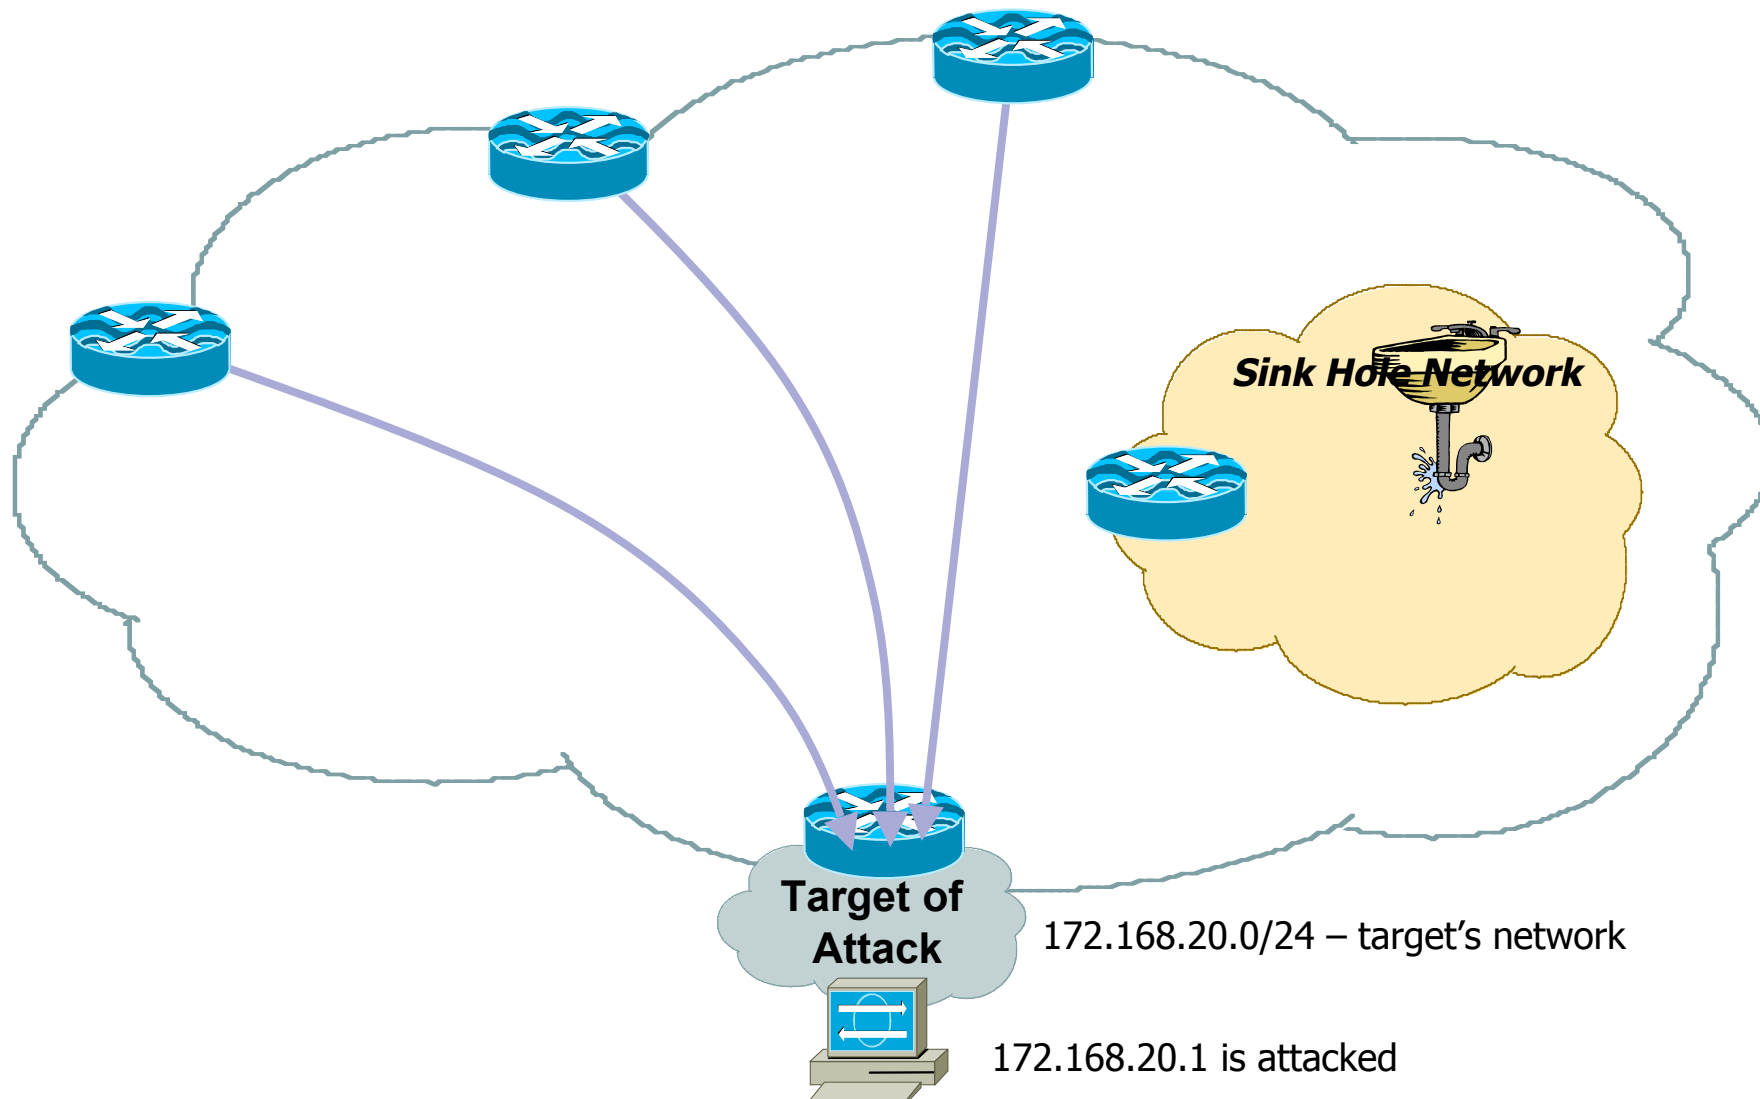 Sink Hole Network
Target of
Attack
172.168.20.0/24 – target’s network
172.168.20.1 is attacked